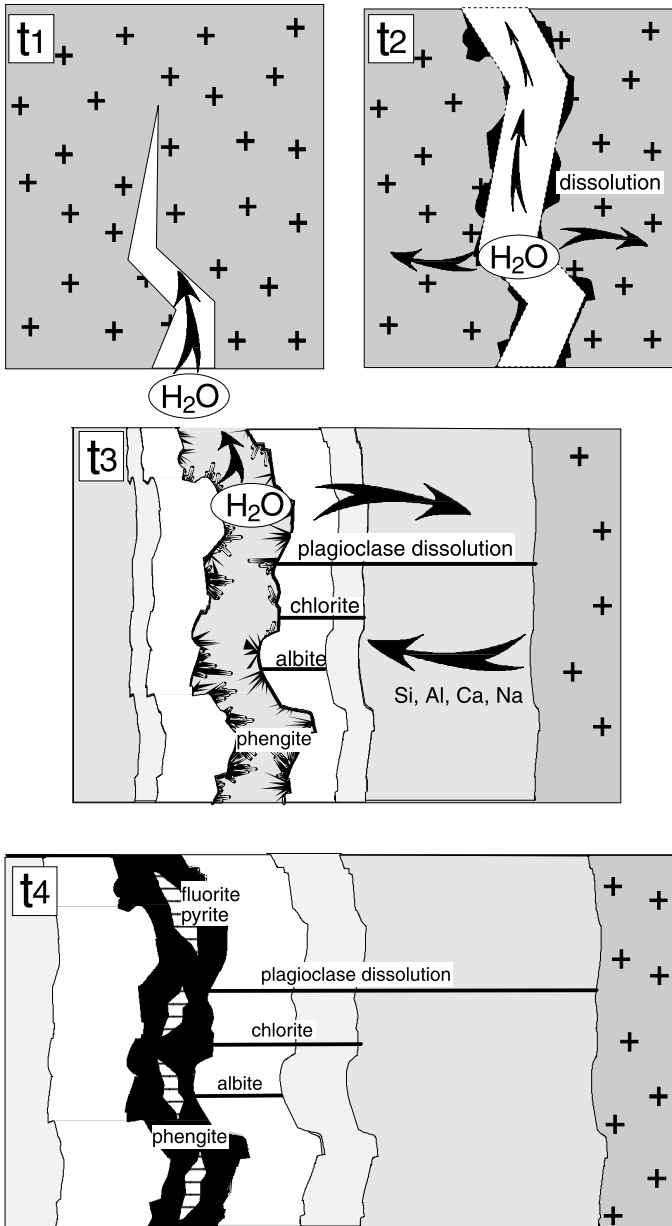 t1
H₂O
t2
dissolution
H₂O
t3
H₂O
plagioclase dissolution
chlorite
albite
Si, Al, Ca, Na
phengite
t4
fluorite
pyrite
plagioclase dissolution
chlorite
albite
phengite